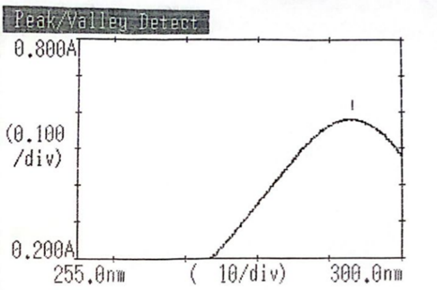 Peak/Valley Detect
0.800A
(0.100
/div)
0.200A
255.0nm ( 10/div) 300.0nm